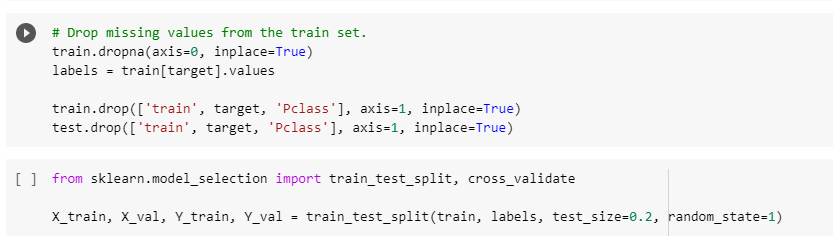 # Drop missing values from the train set.
train.dropna(axis=0, inplace=True)
labels = train[target].values
train.drop(['train', target, 'Pclass'], axis=1, inplace=True)
test.drop(['train', target, 'Pclass'], axis=1, inplace=True)
[ ] from sklearn.model_selection import train_test_split, cross_validate
X_train, X_val, Y_train, Y_val = train_test_split(train, labels, test_size=0.2, random_state=1)